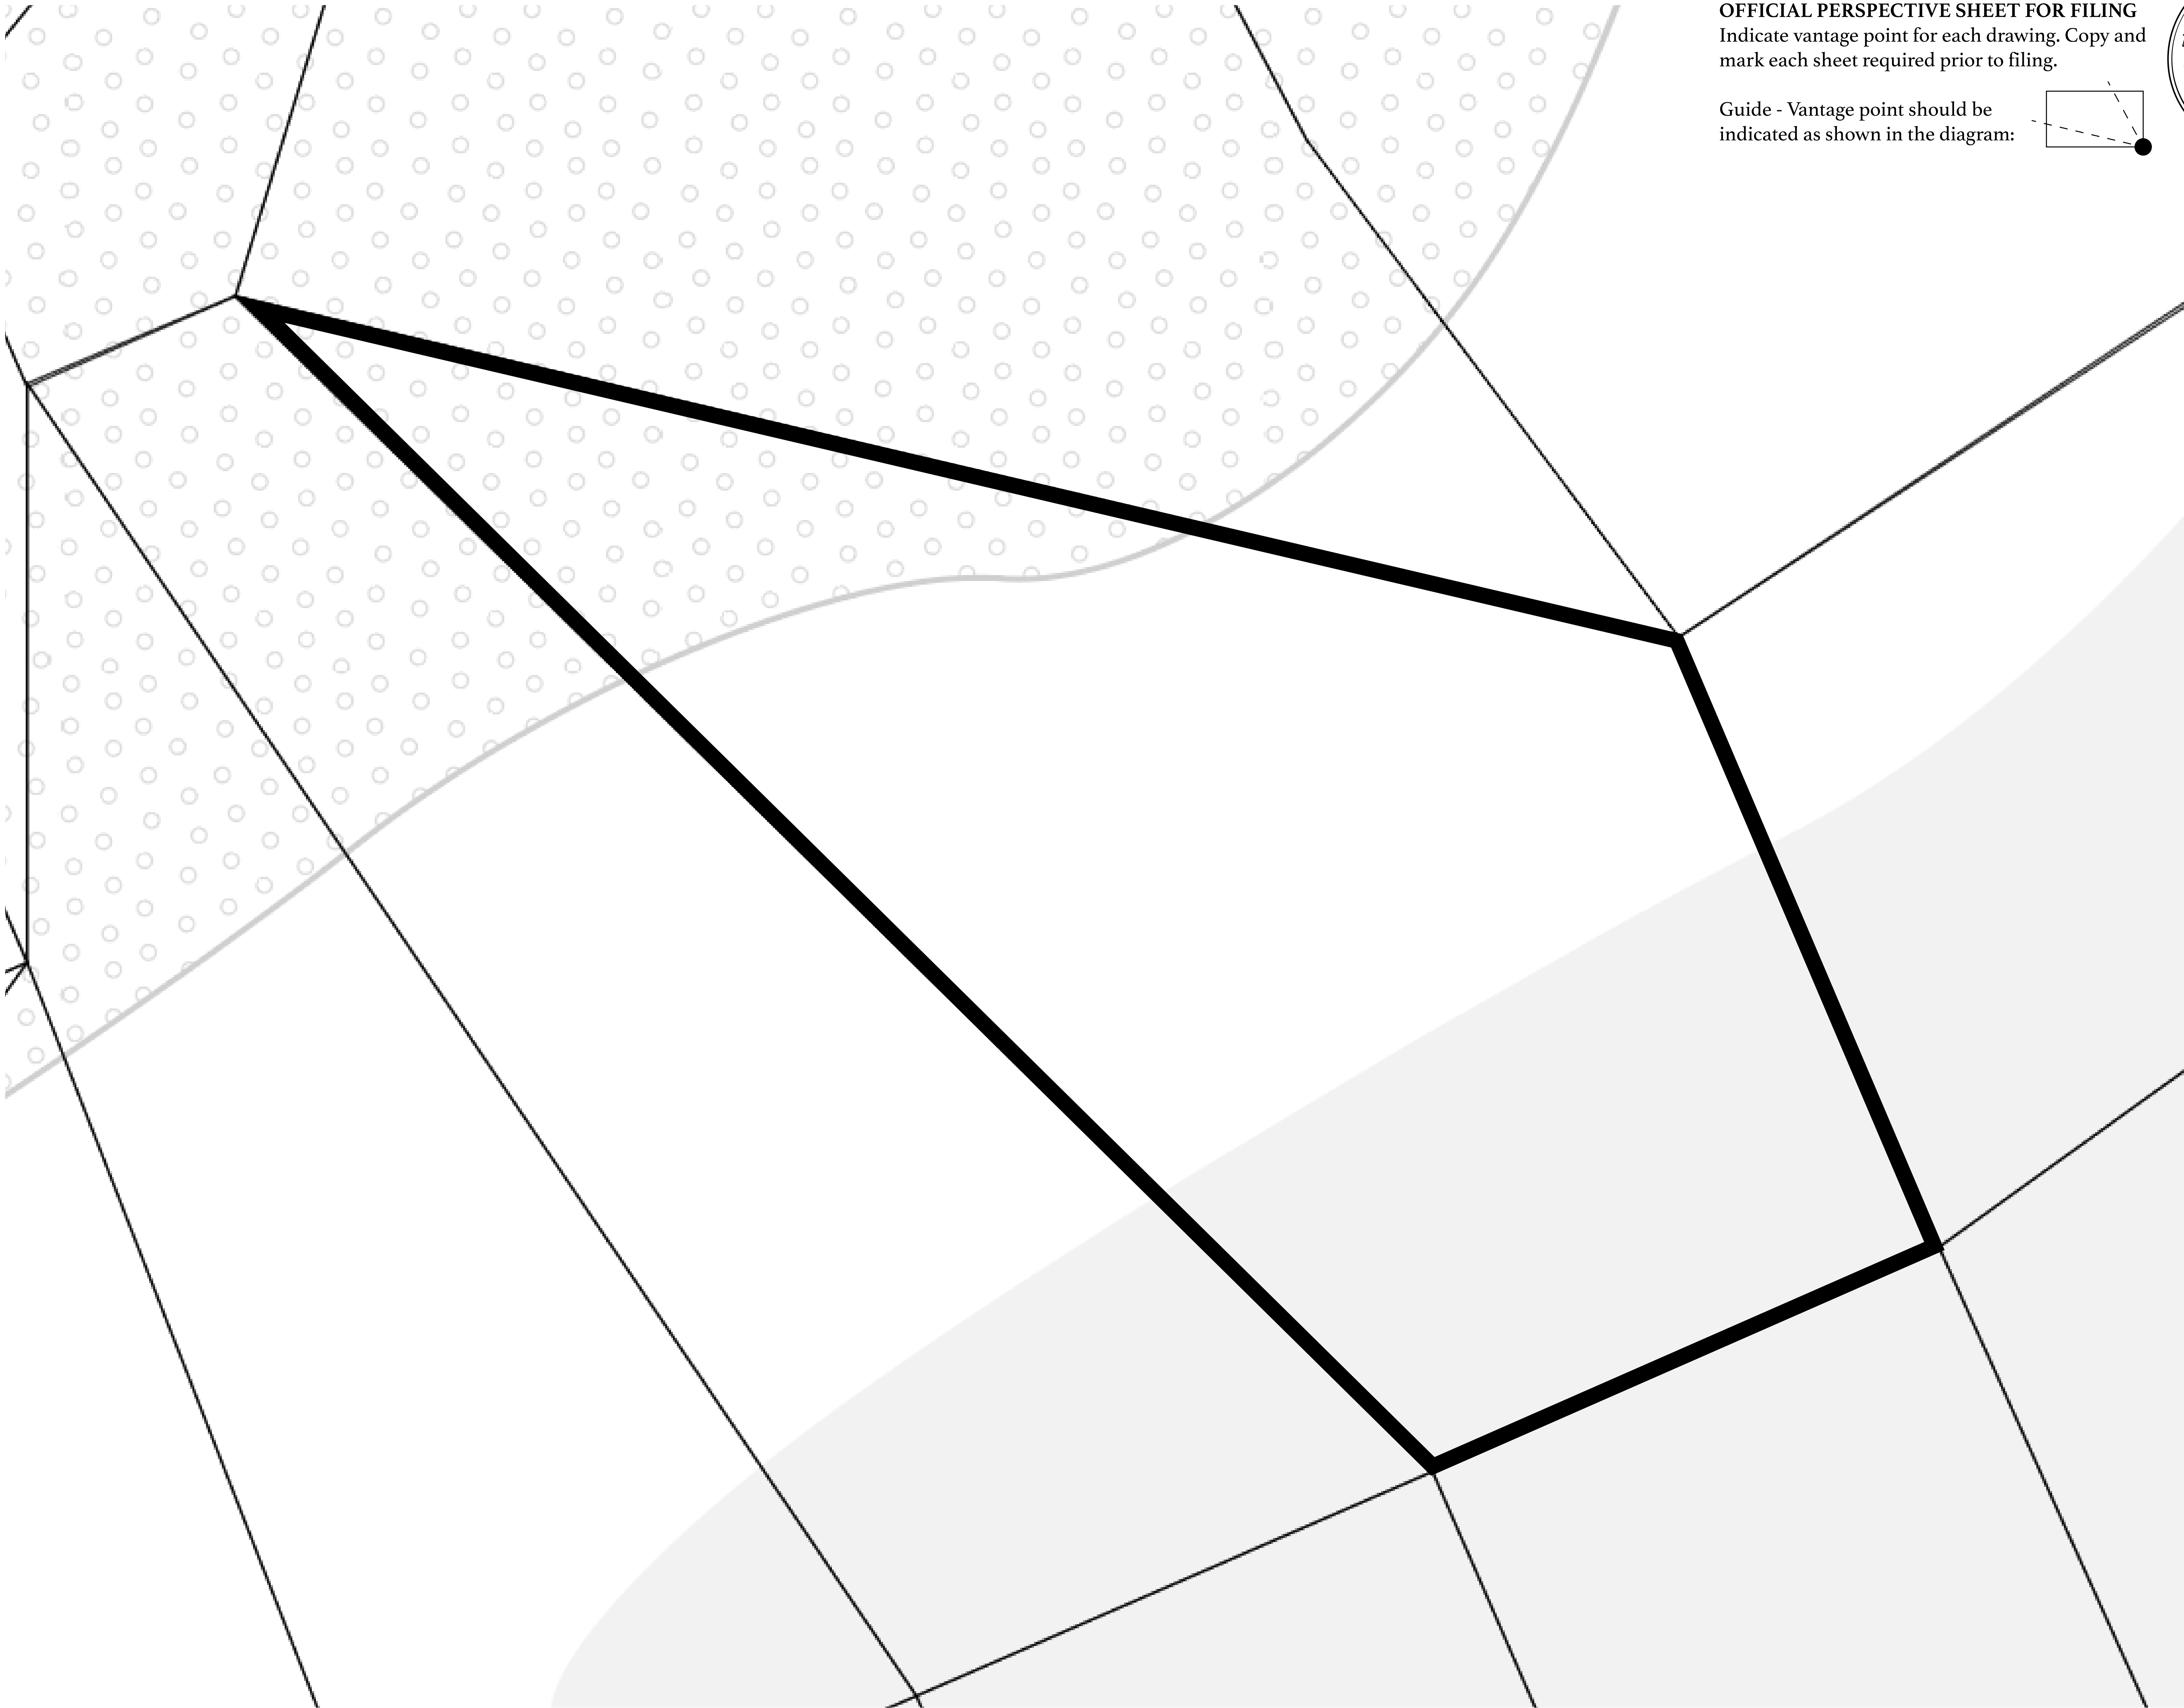 OFFICIAL PERSPECTIVE SHEET FOR FILING
Indicate vantage point for each drawing. Copy and
mark each sheet required prior to filing.
Guide - Vantage point should be
indicated as shown in the diagram: